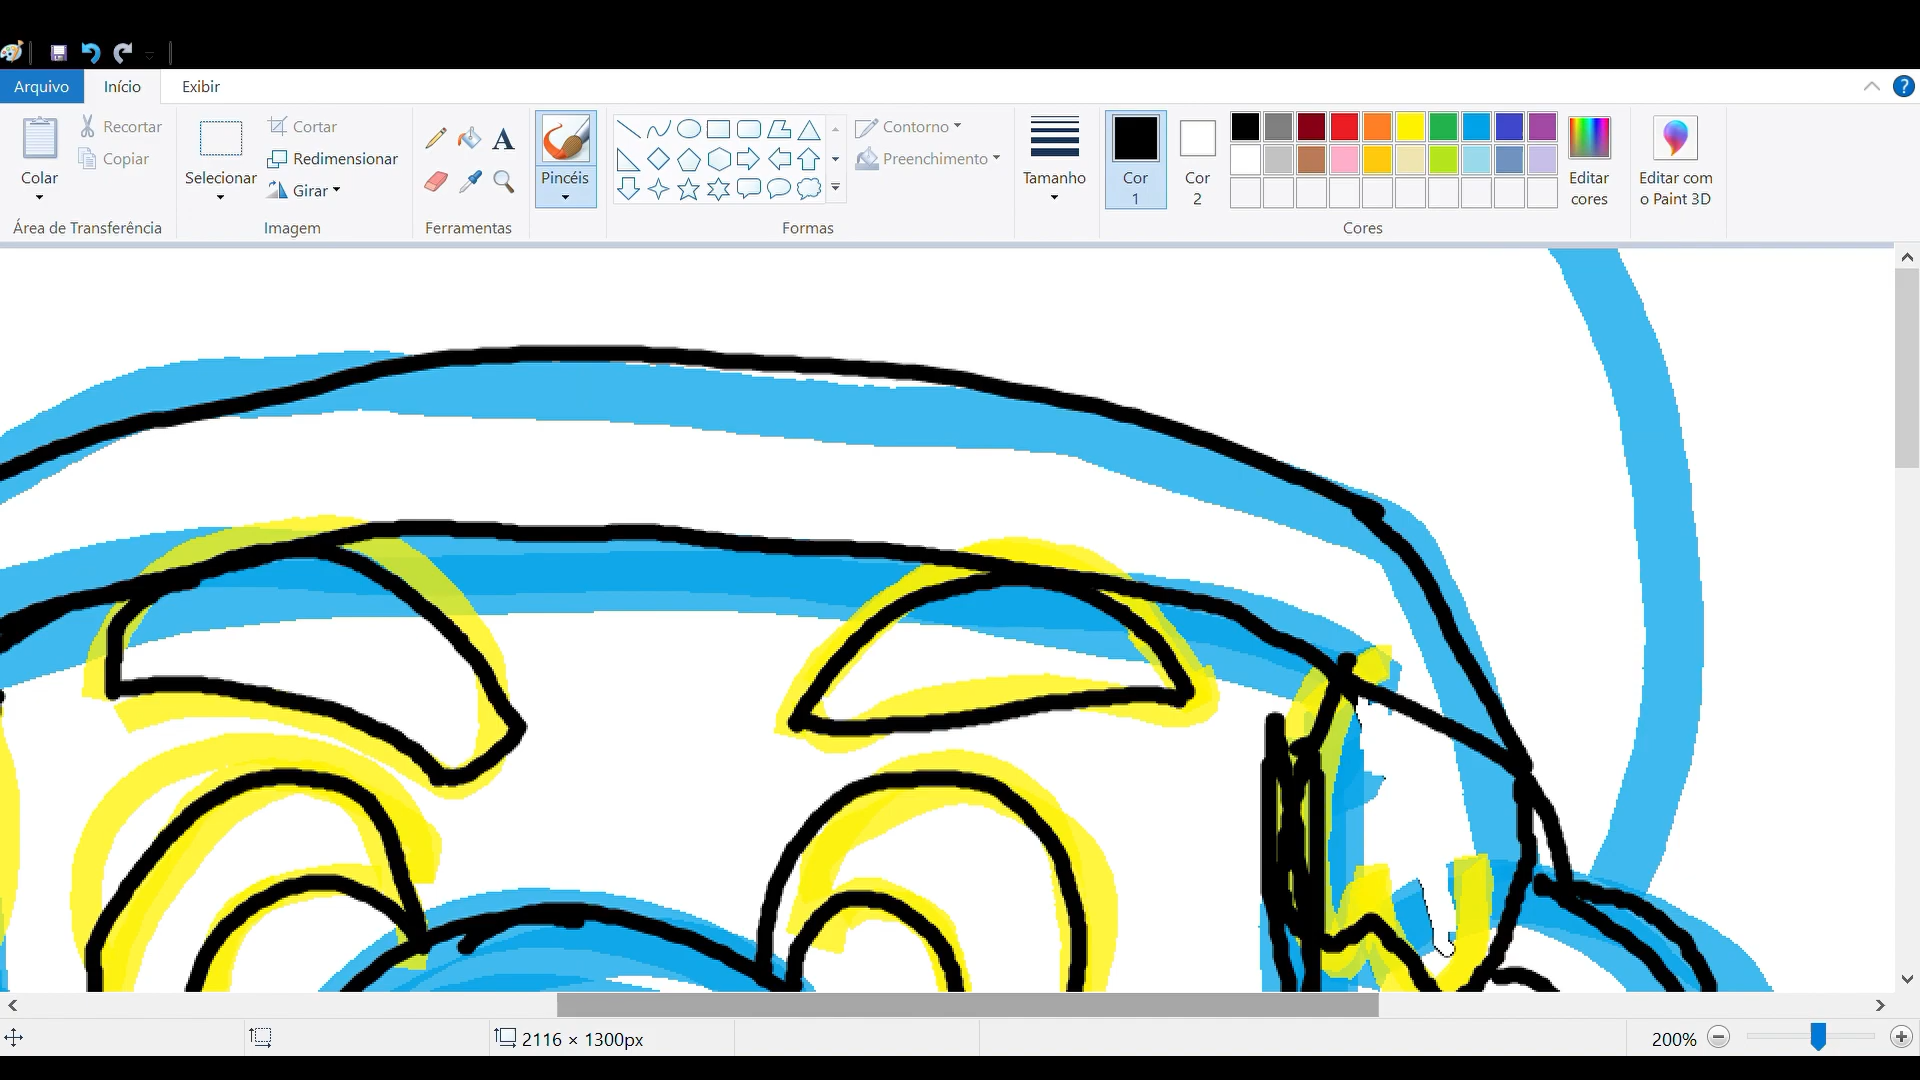 Arquivo Início Exibir ?
Colar
Recortar
Copiar
Área de Transferência
Selecionar
Cortar
Redimensionar
Girar
Imagem
A
Ferramentas
Pincéis
Contorno
Preenchimento
Formas
Tamanho
Cor
1
Cor
2
Editar
cores
Cores
Editar com
o Paint 3D
2116 × 1300px
200%